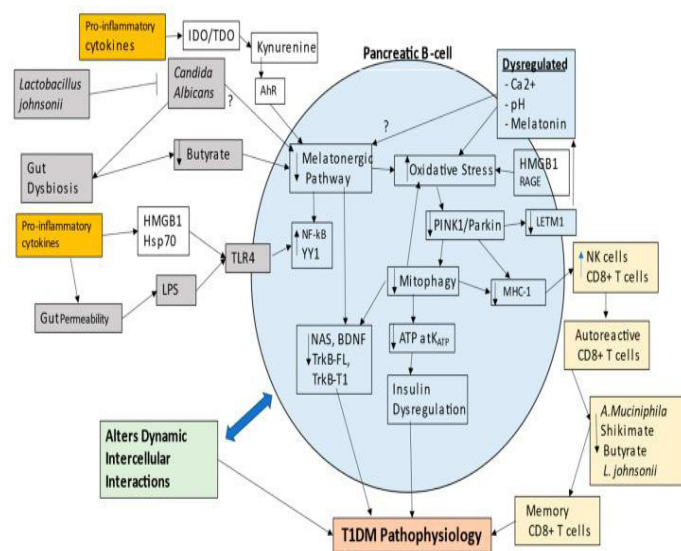 Pro-inflammatory
cytokines
IDO/TDO
Kynurenine
AhR
Pancreatic B-cell
Dysregulated
- Ca2+
- pH
- Melatonin
Lactobacillus
johnsonii
Candida
Albicans
?
?
Gut
Dysbiosis
Butyrate
Melatonergic
Pathway
Oxidative Stress
HMGB1
RAGE
Pro-inflammatory
cytokines
HMGB1
Hsp70
TLR4
NF-kB
YY1
PINK1/Parkin
LETM1
Gut Permeability
LPS
Mitophagy
MHC-1
NK cells
CD8+ T cells
NAS, BDNF
TrkB-FL,
TrkB-T1
ATP atKATP
Autoreactive
CD8+ T cells
Insulin
Dysregulation
A.Muciniphila
Shikimate
Butyrate
L. johnsonii
Alters Dynamic
Intercellular
Interactions
Memory
CD8+ T cells
T1DM Pathophysiology